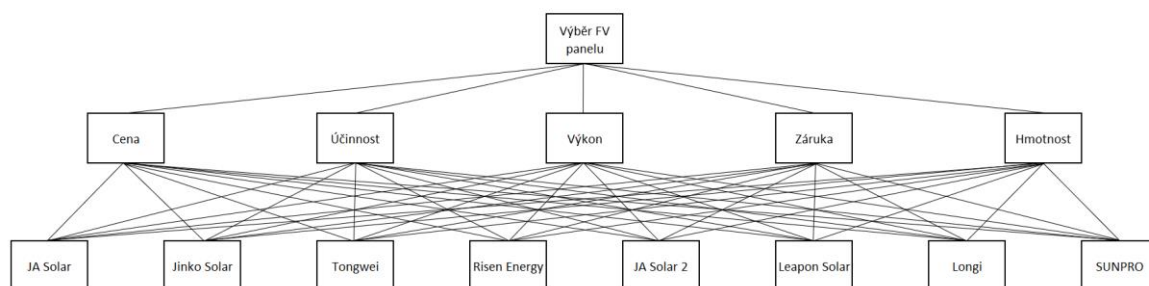 Výběr FV
panelu
Cena
Účinnost
Výkon
Záruka
Hmotnost
JA Solar
Jinko Solar
Tongwei
Risen Energy
JA Solar 2
Leapon Solar
Longi
SUNPRO